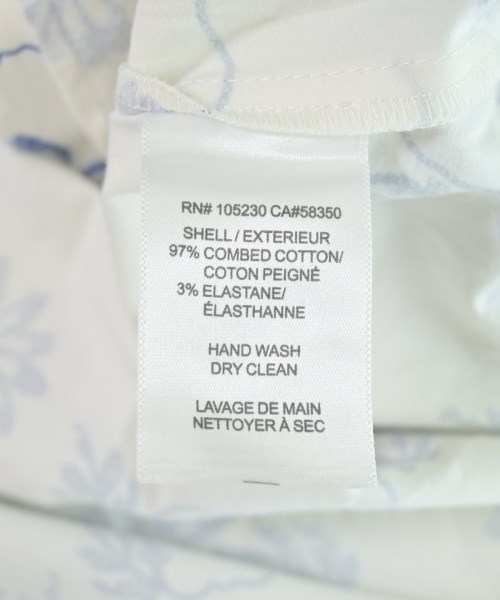 RN# 105230 CA#58350
SHELL / EXTERIEUR
97% COMBED COTTON/
COTON PEIGNÉ
3% ELASTANE/
ÉLASTHANNE
HAND WASH
DRY CLEAN
LAVAGE DE MAIN
NETTOYER À SEC